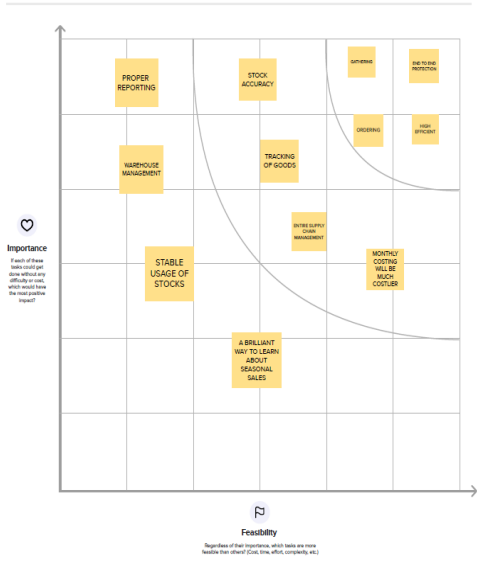 PROPER
REPORTING
STOCK
ACCURACY
GATHERING
END TO END
PROTECTION
ORDERING
HIGH
EFFICIENT
WAREHOUSE
MANAGEMENT
TRACKING
OF GOODS
ENTIRE SUPPLY
CHAIN
MANAGEMENT
STABLE
USAGE OF
STOCKS
MONTHLY
COSTING
WILL BE
MUCH
COSTLIER
A BRILLIANT
WAY TO LEARN
ABOUT
SEASONAL
SALES
Importance
If each of these
tasks could get
done without any
difficulty or cost,
which would have
the most positive
impact?
Feasibility
Regardless of their importance, which tasks are more
feasible than others? (Cost, time, effort, complexity, etc.)